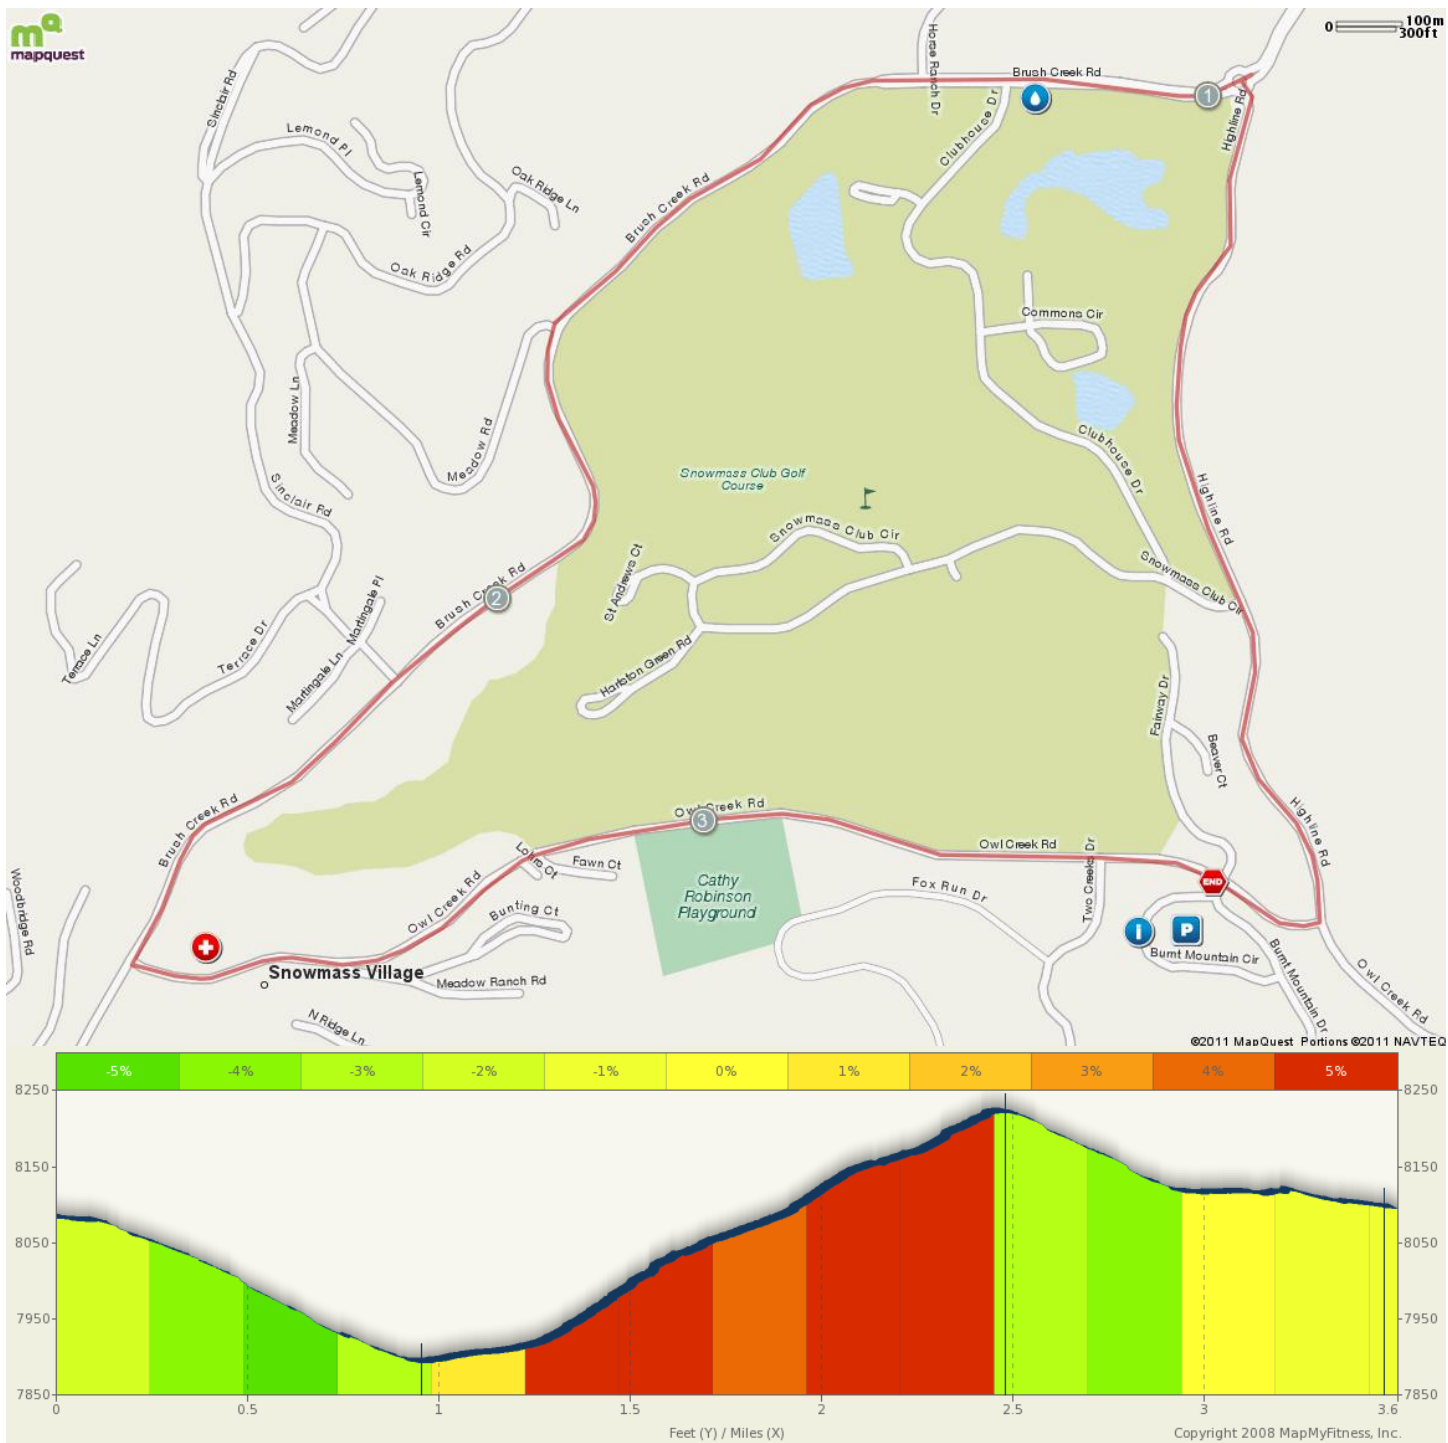 mapquest
0 100m
300ft
Sinclair Rd
Lemond Pl
Lemond Cir
Oak Ridge Ln
Oak Ridge Rd
Horse Ranch Dr
Brush Creek Rd
1
Highline Rd
Clubhouse Dr
Brush Creek Rd
Commons Cir
Meadow Ln
Meadow Rd
Sinclair Rd
Clubhouse Dr
Snowmass Club Golf
Course
Highline Rd
Snowmass Club Cir
St Andrews Ct
Snowmass Club Cir
Brush Creek Rd
2
Martingale Pl
Martingale Ln
Terrace Dr
Terrace Ln
Harleston Green Rd
Fairway Dr
Beaver Ct
Brush Creek Rd
Owl Creek Rd
3
Owl Creek Rd
Two Creeks Dr
Highline Rd
Fawn Ct
Fox Run Dr
END
Cathy
Robinson
Playground
Woodbridge Rd
Owl Creek Rd
Bunting Ct
i
P
Burnt Mountain Cir
Burnt Mountain Dr
Owl Creek Rd
Snowmass Village
Meadow Ranch Rd
N Ridge Ln
©2011 MapQuest Portions ©2011 NAVTEQ
-5% -4% -3% -2% -1% 0% 1% 2% 3% 4% 5%
8250 8250
8150 8150
8050 8050
7950 7950
7850 7850
0 0.5 1 1.5 2 2.5 3 3.6
Feet (Y) / Miles (X)
Copyright 2008 MapMyFitness, Inc.